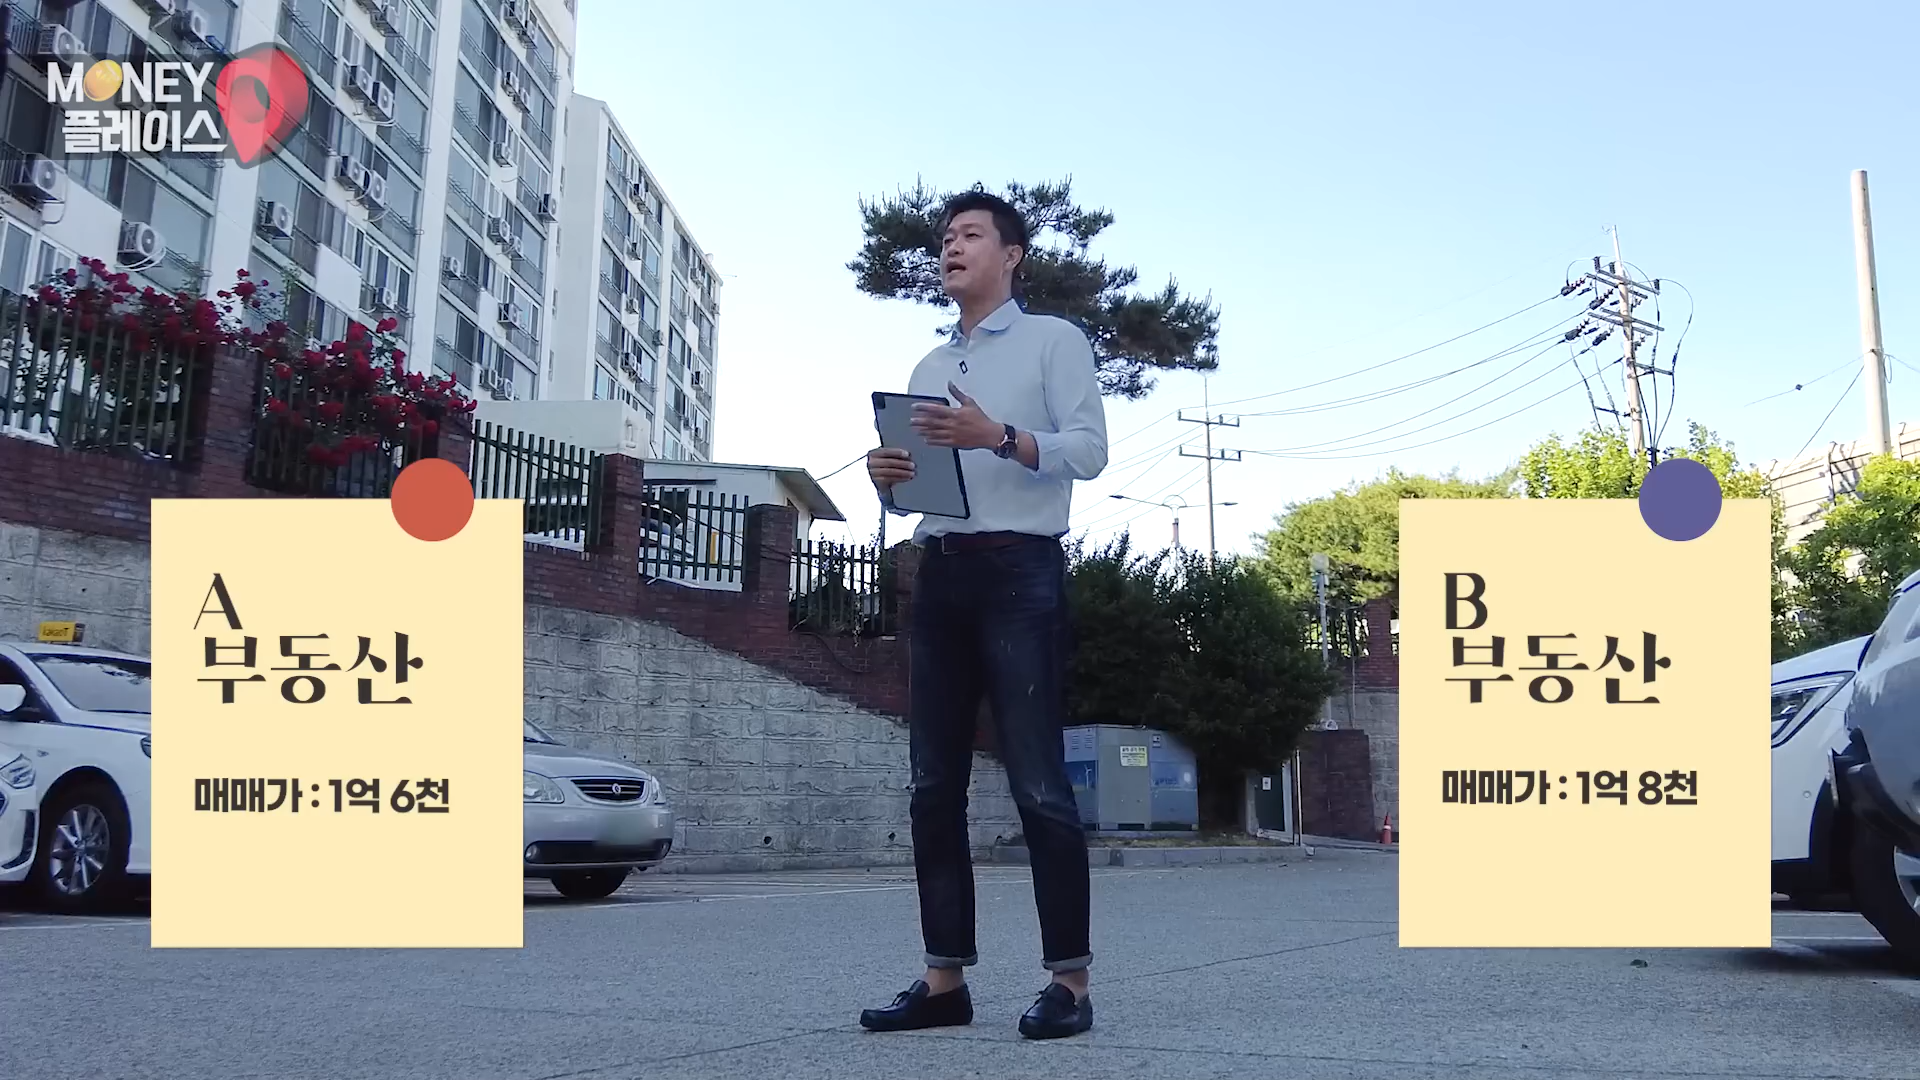 MONEY
플레이스
A
부동산
매매가 : 1억 6천
B
부동산
매매가 : 1억 8천
kakaoT